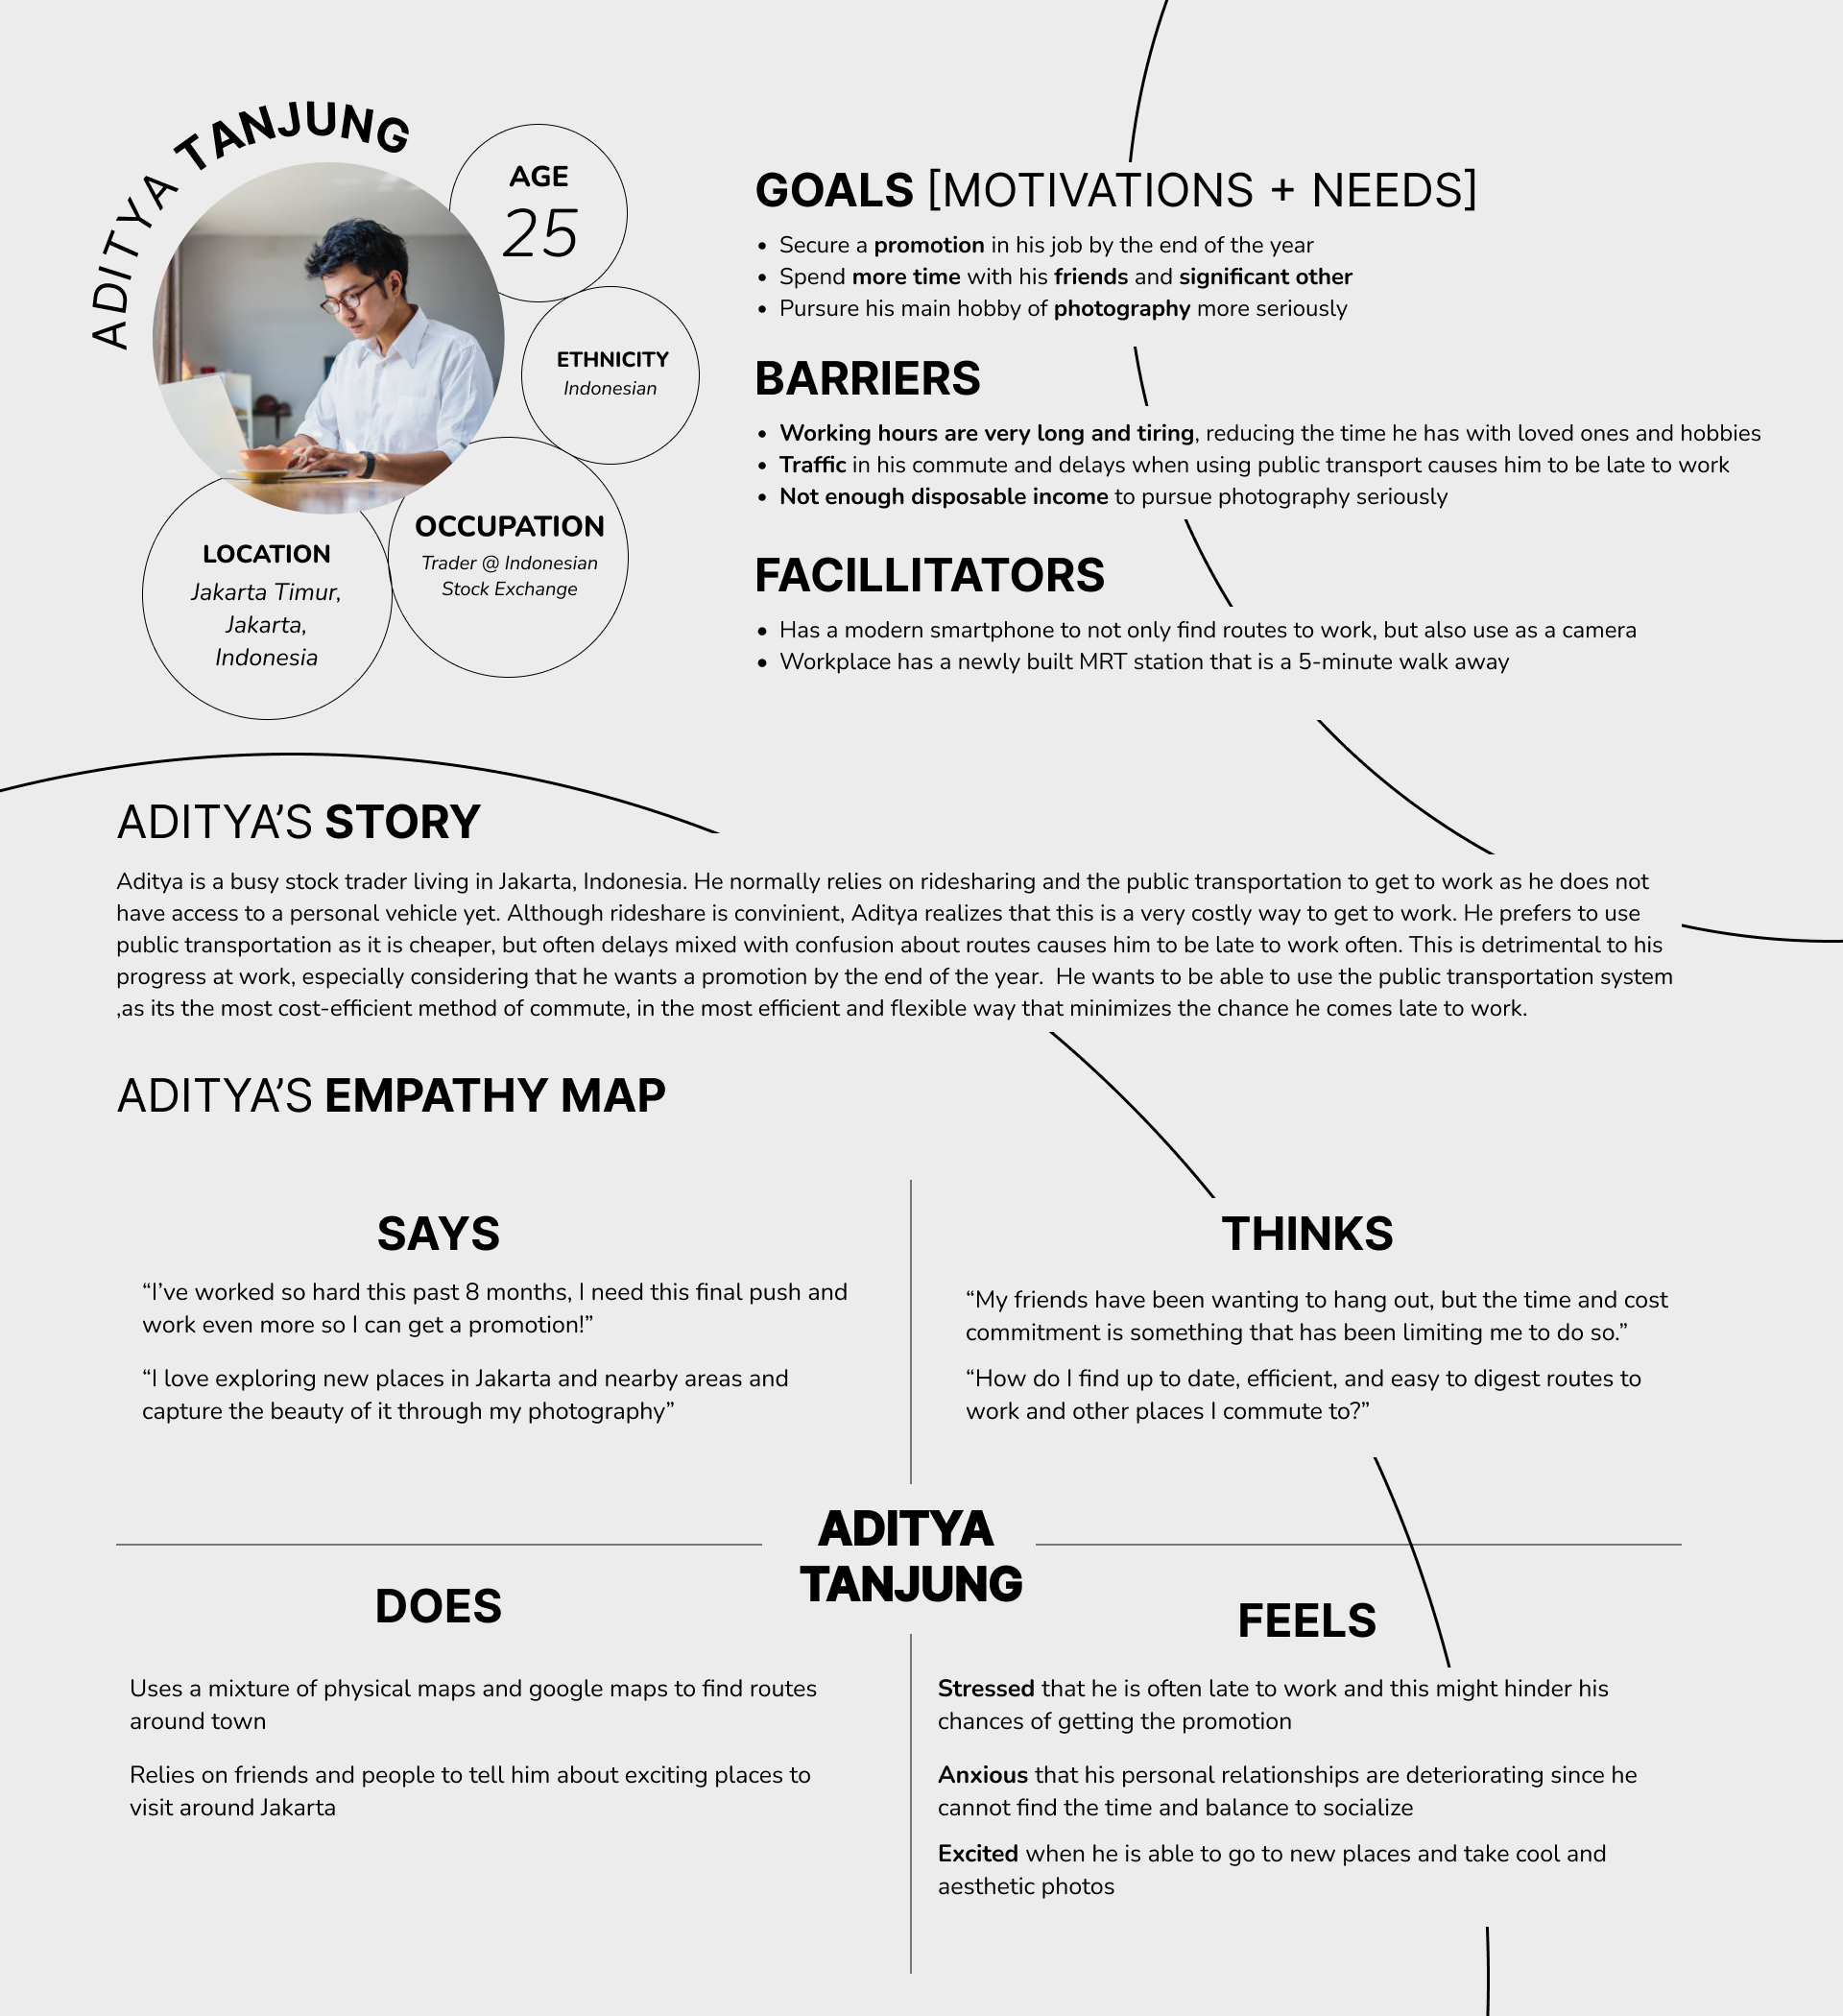 ADITYA TANJUNG
AGE
25
ETHNICITY
Indonesian
OCCUPATION
Trader @ Indonesian
Stock Exchange
LOCATION
Jakarta Timur,
Jakarta,
Indonesia
GOALS [MOTIVATIONS + NEEDS]
• Secure a promotion in his job by the end of the year
• Spend more time with his friends and significant other
• Pursure his main hobby of photography more seriously
BARRIERS
• Working hours are very long and tiring, reducing the time he has with loved ones and hobbies
• Traffic in his commute and delays when using public transport causes him to be late to work
• Not enough disposable income to pursue photography seriously
FACILLITATORS
• Has a modern smartphone to not only find routes to work, but also use as a camera
• Workplace has a newly built MRT station that is a 5-minute walk away
ADITYA’S STORY
Aditya is a busy stock trader living in Jakarta, Indonesia. He normally relies on ridesharing and the public transportation to get to work as he does not
have access to a personal vehicle yet. Although rideshare is convinient, Aditya realizes that this is a very costly way to get to work. He prefers to use
public transportation as it is cheaper, but often delays mixed with confusion about routes causes him to be late to work often. This is detrimental to his
progress at work, especially considering that he wants a promotion by the end of the year.  He wants to be able to use the public transportation system
,as its the most cost-efficient method of commute, in the most efficient and flexible way that minimizes the chance he comes late to work.
ADITYA’S EMPATHY MAP
SAYS
“I’ve worked so hard this past 8 months, I need this final push and
work even more so I can get a promotion!”
“I love exploring new places in Jakarta and nearby areas and
capture the beauty of it through my photography”
THINKS
“My friends have been wanting to hang out, but the time and cost
commitment is something that has been limiting me to do so.”
“How do I find up to date, efficient, and easy to digest routes to
work and other places I commute to?”
ADITYA
TANJUNG
DOES
Uses a mixture of physical maps and google maps to find routes
around town
Relies on friends and people to tell him about exciting places to
visit around Jakarta
FEELS
Stressed that he is often late to work and this might hinder his
chances of getting the promotion
Anxious that his personal relationships are deteriorating since he
cannot find the time and balance to socialize
Excited when he is able to go to new places and take cool and
aesthetic photos